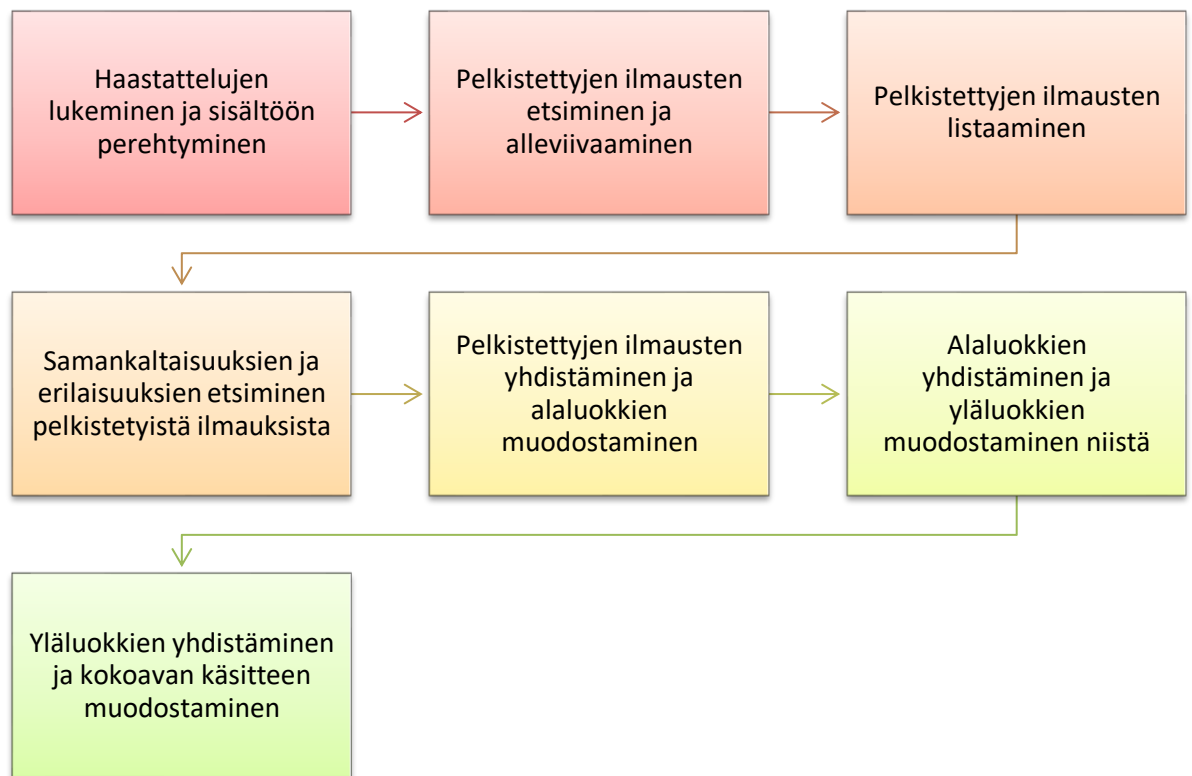 Haastattelujen
lukeminen ja sisältöön
perehtyminen
Pelkistettyjen ilmausten
etsiminen ja
alleviivaaminen
Pelkistettyjen ilmausten
listaaminen
Samankaltaisuuksien ja
erilaisuuksien etsiminen
pelkistetyistä ilmauksista
Pelkistettyjen ilmausten
yhdistäminen ja
alaluokkien
muodostaminen
Alaluokkien
yhdistäminen ja
yläluokkien
muodostaminen niistä
Yläluokkien yhdistäminen
ja kokoavan käsitteen
muodostaminen